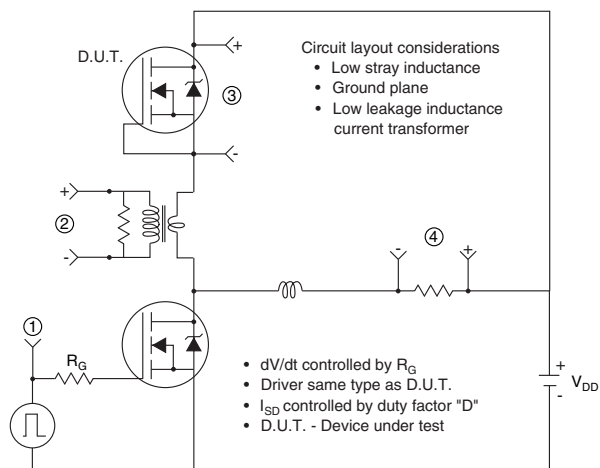 D.U.T.
+
Circuit layout considerations
• Low stray inductance
• Ground plane
• Low leakage inductance
current transformer
③
-
+
②
-
④
- +
①
R_G
• dV/dt controlled by R_G
• Driver same type as D.U.T.
• I_SD controlled by duty factor "D"
• D.U.T. - Device under test
+
V_DD
-